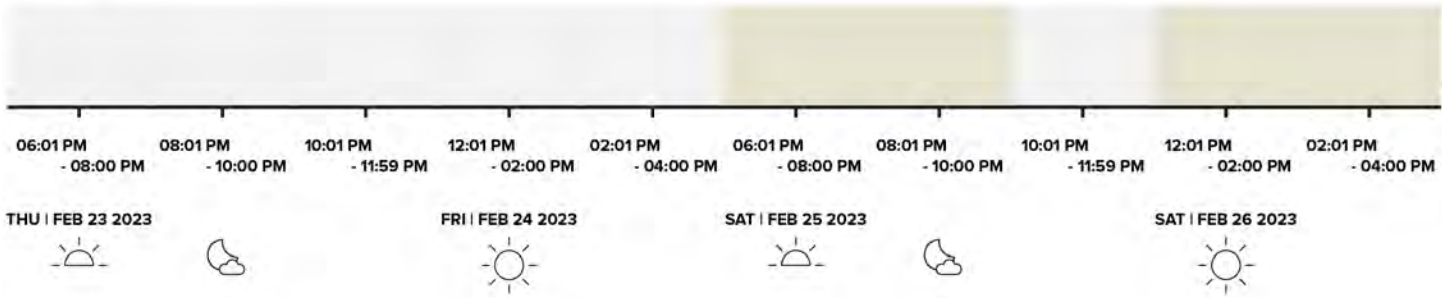 06:01 PM 08:01 PM 10:01 PM 12:01 PM 02:01 PM 06:01 PM 08:01 PM 10:01 PM 12:01 PM 02:01 PM
- 08:00 PM - 10:00 PM - 11:59 PM - 02:00 PM - 04:00 PM - 08:00 PM - 10:00 PM - 11:59 PM - 02:00 PM - 04:00 PM
THU | FEB 23 2023 FRI | FEB 24 2023 SAT | FEB 25 2023 SAT | FEB 26 2023